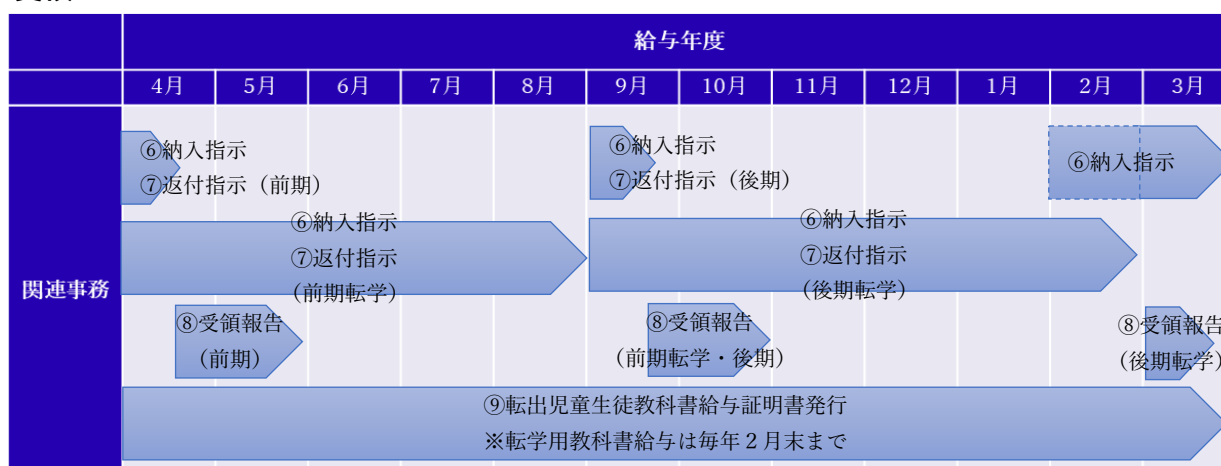 給与年度
4月 5月 6月 7月 8月 9月 10月 11月 12月 1月 2月 3月
関連事務
⑥納入指示
⑦返付指示（前期）
⑥納入指示
⑦返付指示（後期）
⑥納入指示
⑥納入指示
⑦返付指示
(前期転学)
⑥納入指示
⑦返付指示
(後期転学)
⑧受領報告
(前期)
⑧受領報告
(前期転学・後期)
⑧受領報告
(後期転学)
⑨転出児童生徒教科書給与証明書発行
※転学用教科書給与は毎年２月末まで